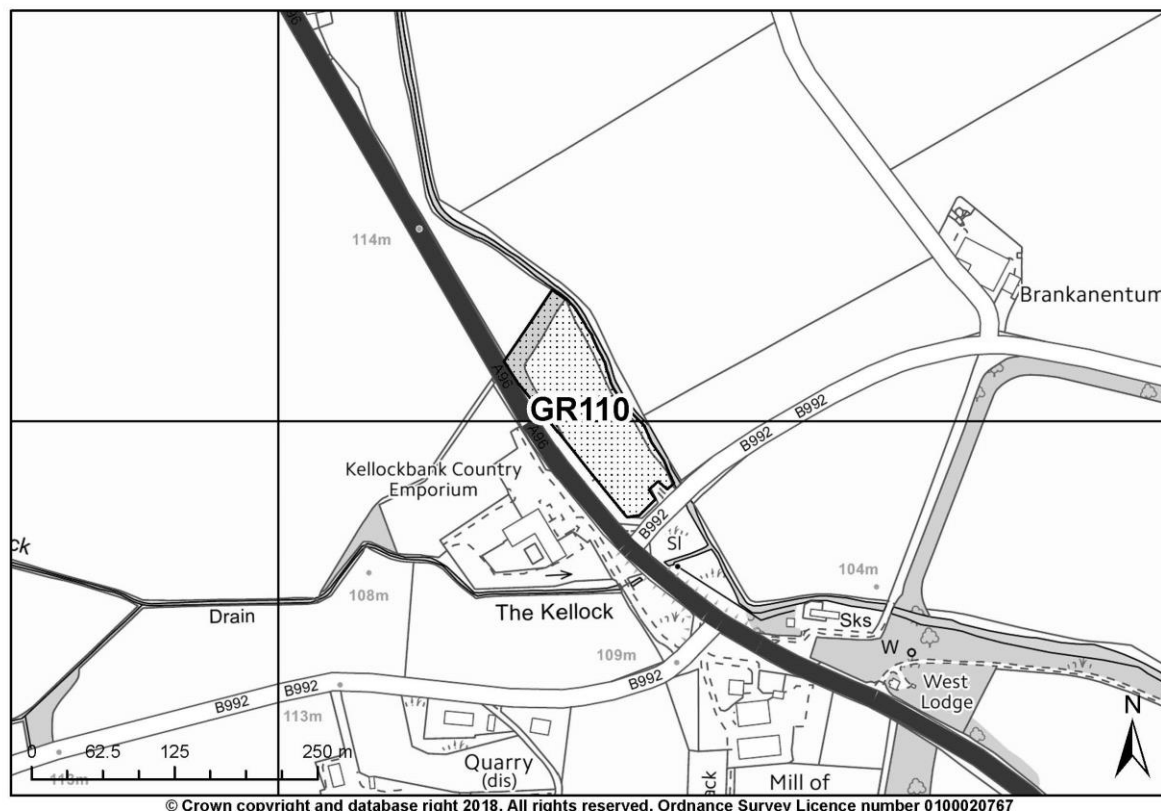 A96
114m
Brankanentum
A96
GR110
A96
B992
B992
Kellockbank Country
Emporium
B992
SI
ck
104m
108m
Drain
The Kellock
Sks
W
109m
West
Lodge
B992
B992
B992
N
113m
0 62.5 125 250 m
Quarry
(dis)
Mill of
© Crown copyright and database right 2018. All rights reserved. Ordnance Survey Licence number 0100020767